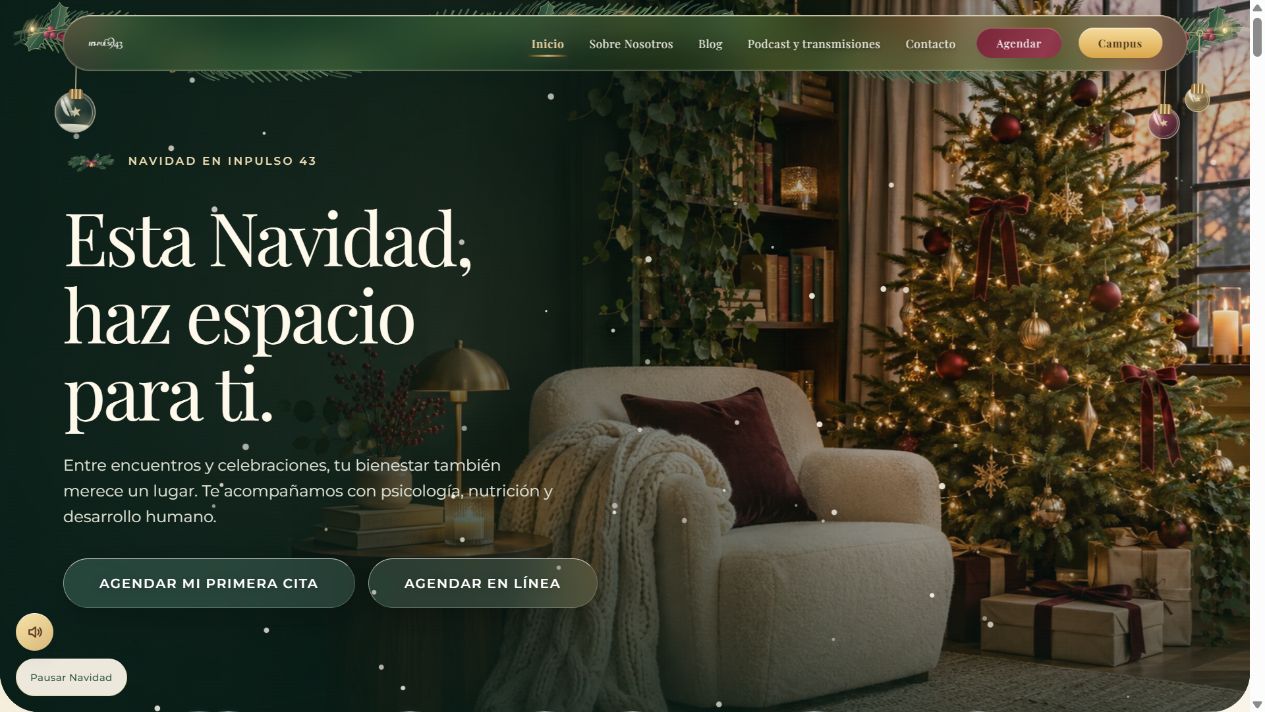 INPULSO 43
Inicio
Sobre Nosotros
Blog
Podcast y transmisiones
Contacto
Agendar
Campus
NAVIDAD EN INPULSO 43
Esta Navidad,
haz espacio
para ti.
Entre encuentros y celebraciones, tu bienestar también
merece un lugar. Te acompañamos con psicología, nutrición y
desarrollo humano.
AGENDAR MI PRIMERA CITA
AGENDAR EN LÍNEA
Pausar Navidad